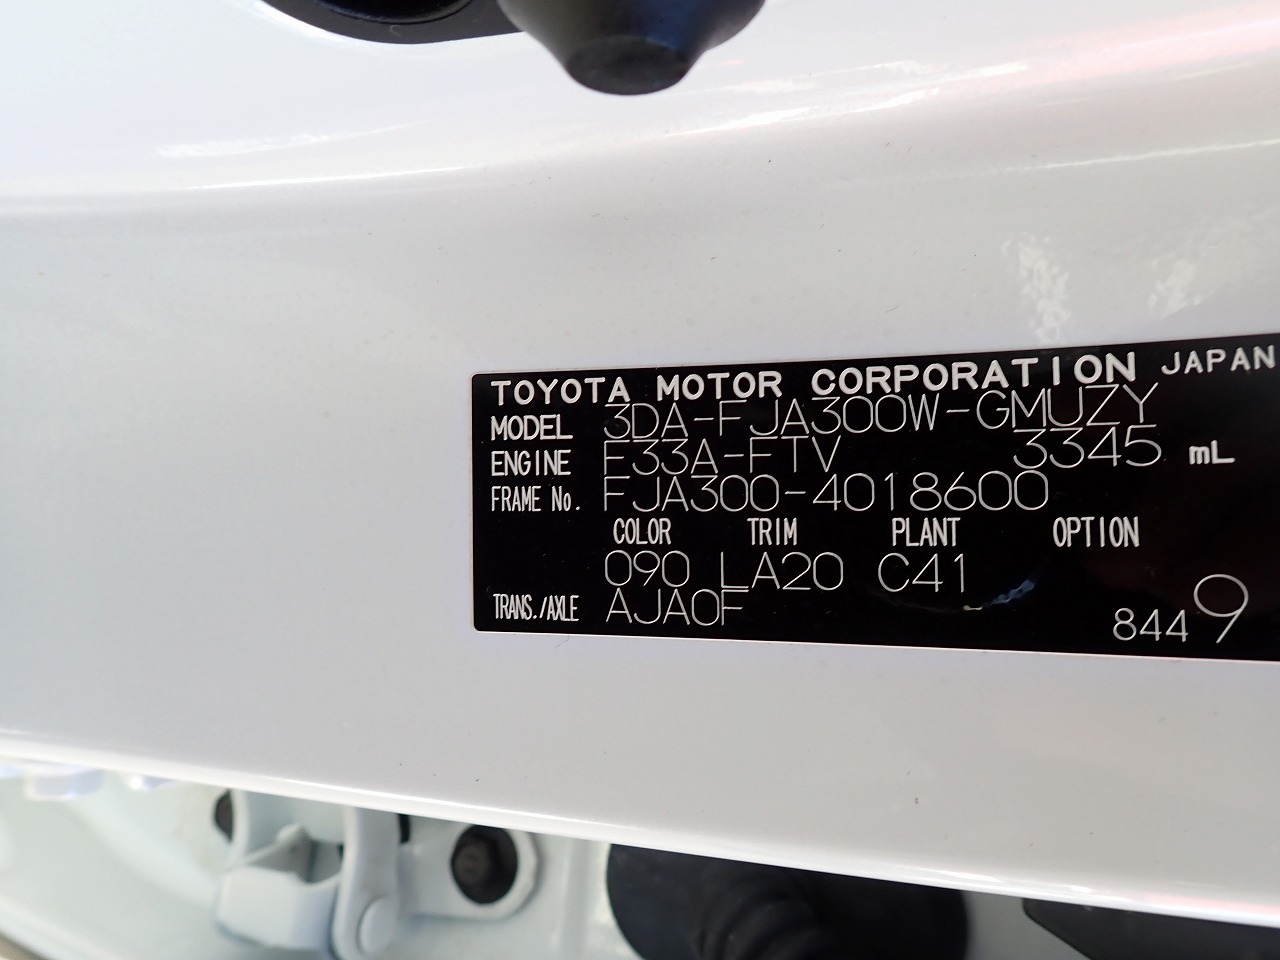 TOYOTA MOTOR CORPORATION JAPAN
MODEL 3DA-FJA300W-GMUZY
ENGINE F33A-FTV 3345 mL
FRAME No. FJA300-4018600
COLOR TRIM PLANT OPTION
090 LA20 C41
TRANS./AXLE AJA0F
8449